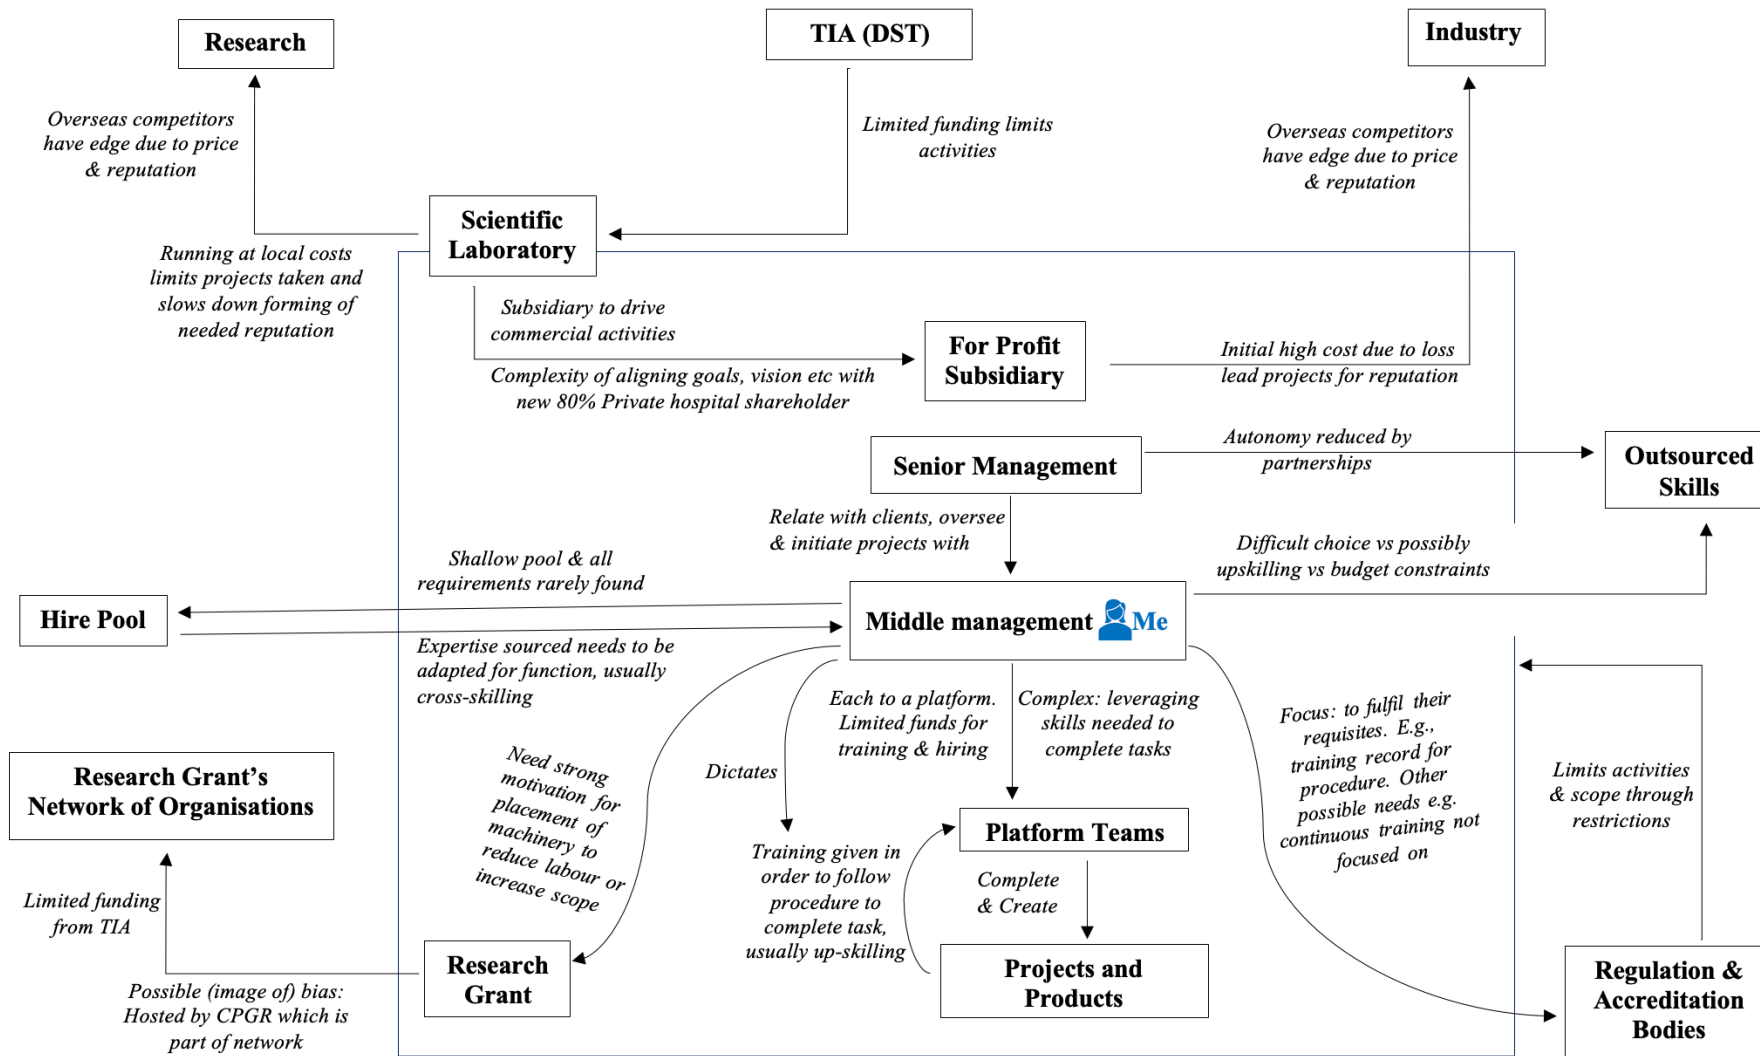 Research
TIA (DST)
Industry
Overseas competitors
have edge due to price
& reputation
Limited funding limits
activities
Overseas competitors
have edge due to price
& reputation
Scientific
Laboratory
Running at local costs
limits projects taken and
slows down forming of
needed reputation
Subsidiary to drive
commercial activities
Complexity of aligning goals, vision etc with
new 80% Private hospital shareholder
For Profit
Subsidiary
Initial high cost due to loss
lead projects for reputation
Senior Management
Autonomy reduced by
partnerships
Outsourced
Skills
Relate with clients, oversee
& initiate projects with
Shallow pool & all
requirements rarely found
Difficult choice vs possibly
upskilling vs budget constraints
Hire Pool
Middle management
Me
Expertise sourced needs to be
adapted for function, usually
cross-skilling
Each to a platform.
Limited funds for
training & hiring
Complex: leveraging
skills needed to
complete tasks
Focus: to fulfil their
requisites. E.g.,
training record for
procedure. Other
possible needs e.g.
continuous training not
focused on
Limits activities
& scope through
restrictions
Need strong
motivation for
placement of
machinery to
reduce labour or
increase scope
Dictates
Research Grant’s
Network of Organisations
Platform Teams
Training given in
order to follow
procedure to
complete task,
usually up-skilling
Complete
& Create
Limited funding
from TIA
Research
Grant
Projects and
Products
Regulation &
Accreditation
Bodies
Possible (image of) bias:
Hosted by CPGR which is
part of network